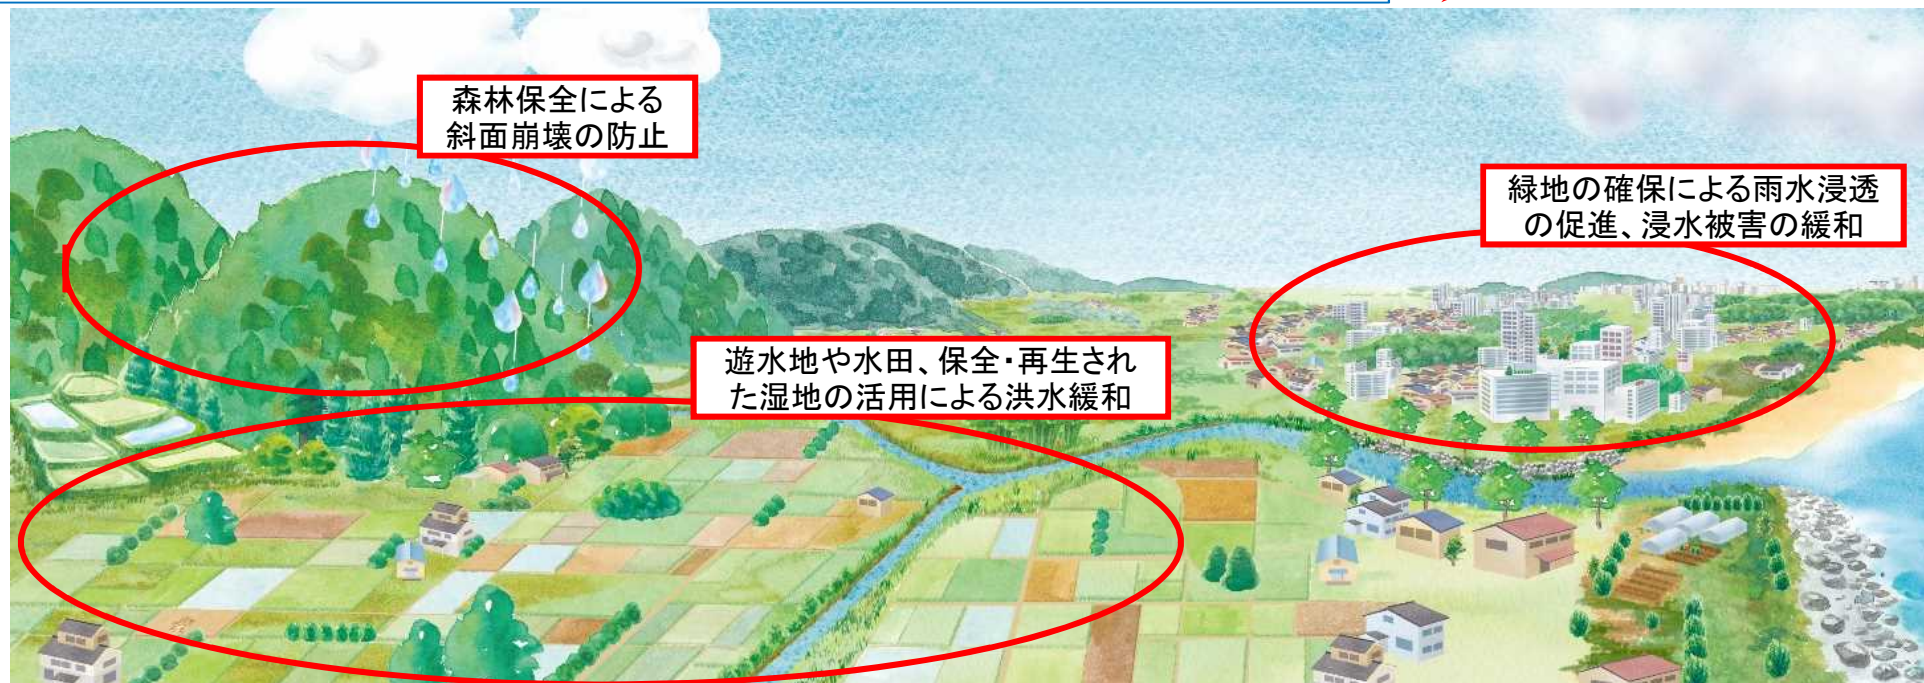 森林保全による
斜面崩壊の防止
緑地の確保による雨水浸透
の促進、浸水被害の緩和
遊水地や水田、保全・再生され
た湿地の活用による洪水緩和